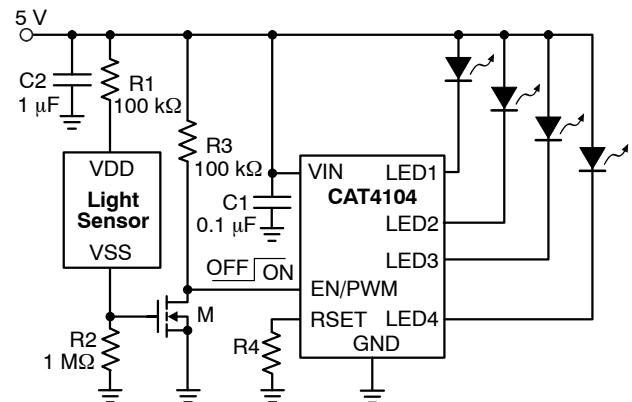 5 V
C2
1 µF
R1
100 kΩ
R3
100 kΩ
VDD
Light
Sensor
VSS
C1
0.1 µF
VIN
LED1
CAT4104
LED2
LED3
OFF
ON
EN/PWM
M
RSET
LED4
GND
R2
1 MΩ
R4